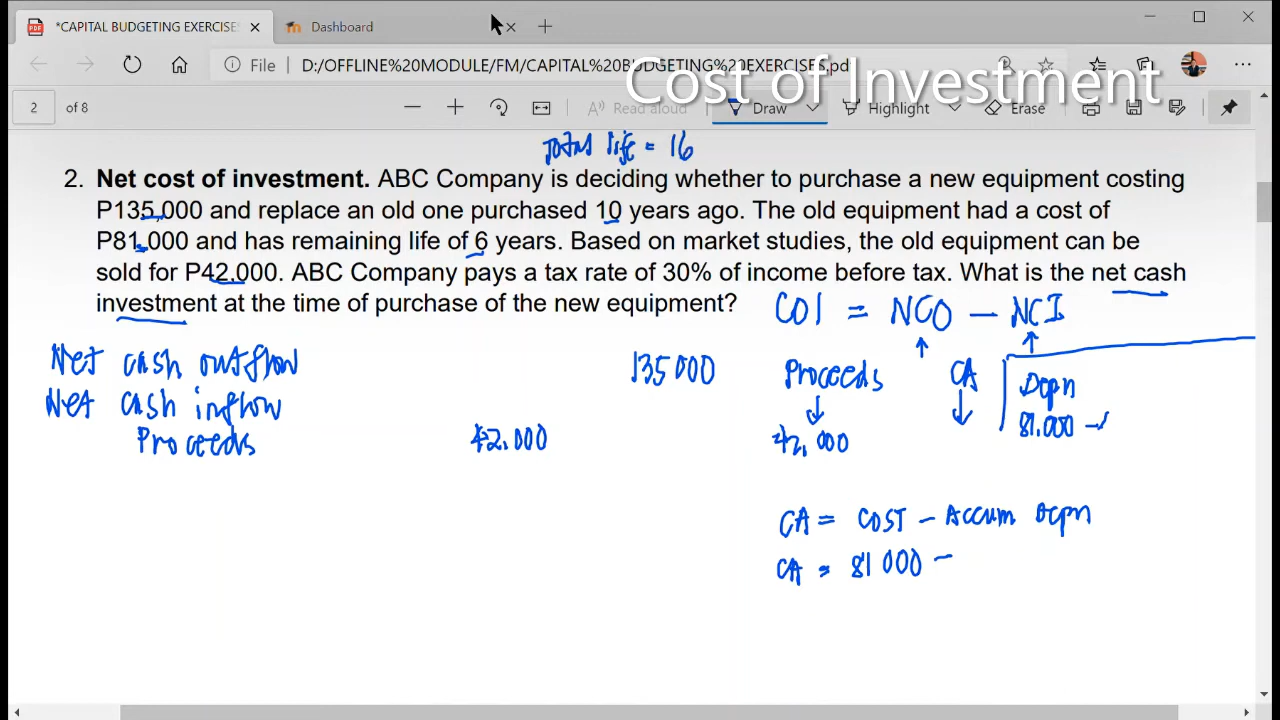 *CAPITAL BUDGETING EXERCISES
Dashboard
File D:/OFFLINE%20MODULE/FM/CAPITAL%20BUDGETING%20EXERCISES.pd
Cost of Investment
2 of 8 Read aloud Draw Highlight Erase
Total life = 16
2. Net cost of investment. ABC Company is deciding whether to purchase a new equipment costing
P135,000 and replace an old one purchased 10 years ago. The old equipment had a cost of
P81,000 and has remaining life of 6 years. Based on market studies, the old equipment can be
sold for P42,000. ABC Company pays a tax rate of 30% of income before tax. What is the net cash
investment at the time of purchase of the new equipment?
COI = NCO - NCI
Net cash outflow 135 000
Net cash inflow
Proceeds 42.000
Proceeds CA Depn
42,000 81.000
CA = COST - Accum Depn
CA = 81 000 -